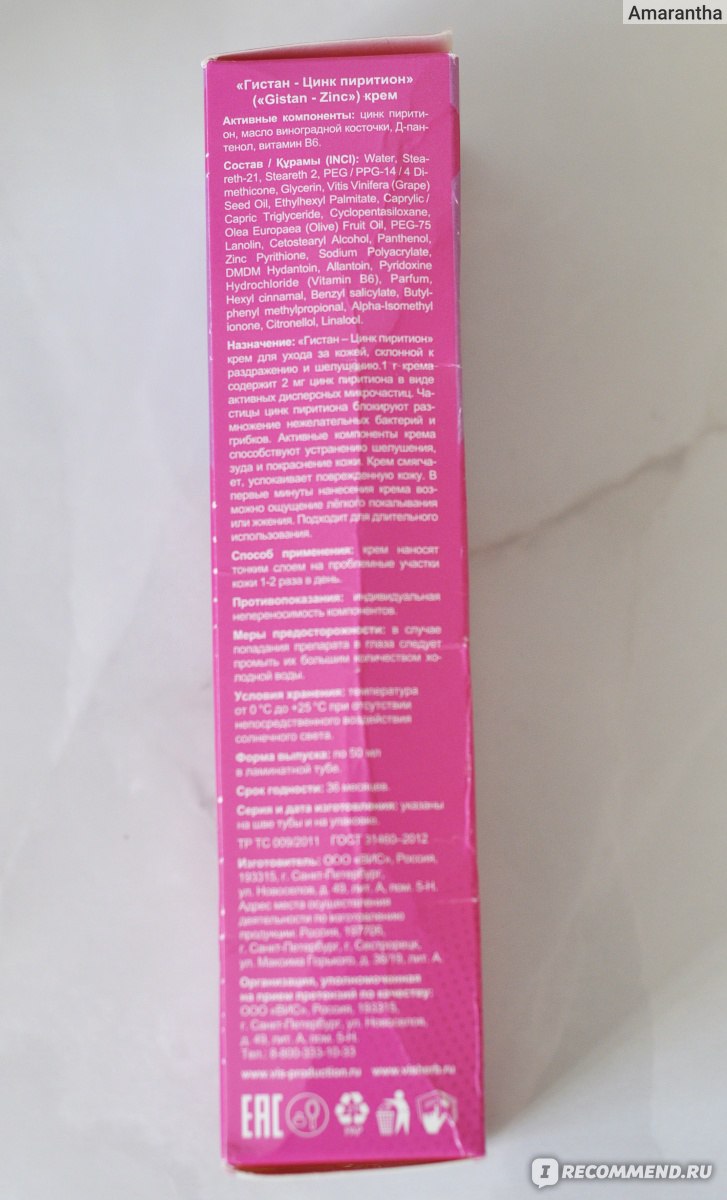 Amarantha
«Гистан - Цинк пиритион»
(«Gistan - Zinc») крем
Активные компоненты: цинк пирити-
он, масло виноградной косточки, Д-пан-
тенол, витамин В6.
Состав / Құрамы (INCI): Water, Stea-
reth-21, Steareth 2, PEG / PPG-14 / 4 Di-
methicone, Glycerin, Vitis Vinifera (Grape)
Seed Oil, Ethylhexyl Palmitate, Caprylic /
Capric Triglyceride, Cyclopentasiloxane,
Olea Europaea (Olive) Fruit Oil, PEG-75
Lanolin, Cetostearyl Alcohol, Panthenol,
Zinc Pyrithione, Sodium Polyacrylate,
DMDM Hydantoin, Allantoin, Pyridoxine
Hydrochloride (Vitamin B6), Parfum,
Hexyl cinnamal, Benzyl salicylate, Butyl-
phenyl methylpropional, Alpha-Isomethyl
ionone, Citronellol, Linalool.
Назначение: «Гистан – Цинк пиритион»
крем для ухода за кожей, склонной к
раздражению и шелушению.1 г крема
содержит 2 мг цинк пиритиона в виде
активных дисперсных микрочастиц. Ча-
стицы цинк пиритиона блокируют раз-
множение нежелательных бактерий и
грибков. Активные компоненты крема
способствуют устранению шелушения,
зуда и покраснение кожи. Крем смягча-
ет, успокаивает поврежденную кожу. В
первые минуты нанесения крема воз-
можно ощущение лёгкого покалывания
или жжения. Подходит для длительного
использования.
Способ применения: крем наносят
тонким слоем на проблемные участки
кожи 1-2 раза в день.
Противопоказания: индивидуальная
непереносимость компонентов.
Меры предосторожности: в случае
попадания препарата в глаза следует
промыть их большим количеством хо-
лодной воды.
Условия хранения: температура
от 0 °С до +25 °С при отсутствии
непосредственного воздействия
солнечного света.
Форма выпуска: по 50 мл
в ламинатной тубе.
Срок годности: 36 месяцев.
Серия и дата изготовления: указаны
на шве тубы и на упаковке.
ТР ТС 009/2011 ГОСТ 31460-2012
Изготовитель: ООО «ВИС», Россия,
193315, г. Санкт-Петербург,
ул. Новоселов, д. 49, лит. А, пом. 5-Н.
Адрес места осуществления
деятельности по изготовлению
продукции: Россия,
г. Санкт-Петербург, г. Сестрорецк,
ул. Максима Горького, лит. А.
Организация, уполномоченная
на прием претензий по качеству:
ООО «ВИС», Россия, 193315,
г. Санкт-Петербург, ул. Новоселов,
д. 49, лит. А, пом. 5-Н.
Тел.: 8-800-333-10-33
www.vis-production.ru
EAC
IRECOMMEND.RU